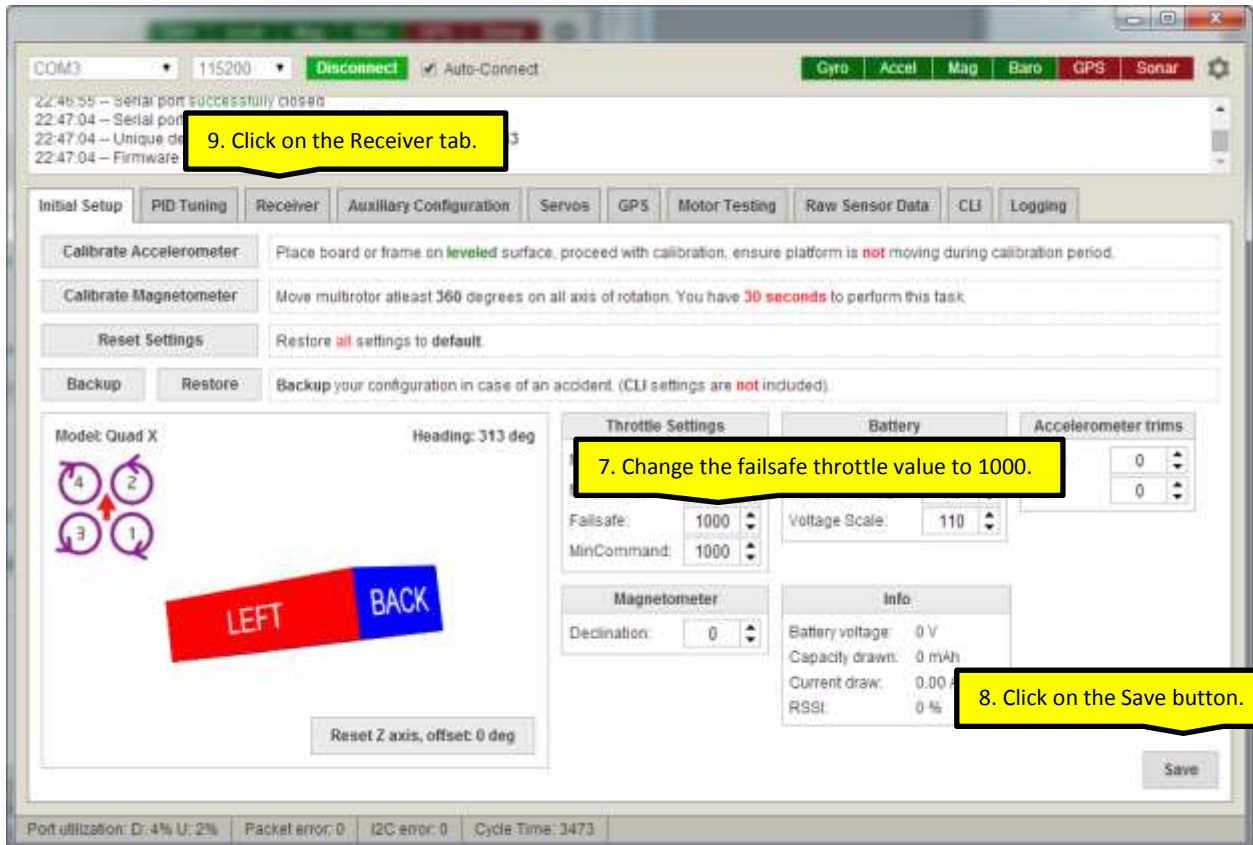 COM3 115200 Disconnect Auto-Connect Gyro Accel Mag Baro GPS Sonar
22:46:55 -- Serial port successfully closed
22:47:04 -- Serial port
22:47:04 -- Unique de
22:47:04 -- Firmware
9. Click on the Receiver tab.
Initial Setup PID Tuning Receiver Auxiliary Configuration Servos GPS Motor Testing Raw Sensor Data CLI Logging
Calibrate Accelerometer Place board or frame on leveled surface, proceed with calibration, ensure platform is not moving during calibration period.
Calibrate Magnetometer Move multirotor atleast 360 degrees on all axis of rotation. You have 30 seconds to perform this task.
Reset Settings Restore all settings to default.
Backup Restore Backup your configuration in case of an accident. (CLI settings are not included).
Model: Quad X Heading: 313 deg
4 2
3 1
LEFT BACK
Reset Z axis, offset: 0 deg
Throttle Settings
7. Change the failsafe throttle value to 1000.
Failsafe: 1000
MinCommand: 1000
Battery
Voltage Scale: 110
Accelerometer trims
0
0
Magnetometer
Declination: 0
Info
Battery voltage: 0 V
Capacity drawn: 0 mAh
Current draw: 0.00 A
RSSI: 0 %
8. Click on the Save button.
Save
Port utilization: D: 4% U: 2% Packet error: 0 I2C error: 0 Cycle Time: 3473